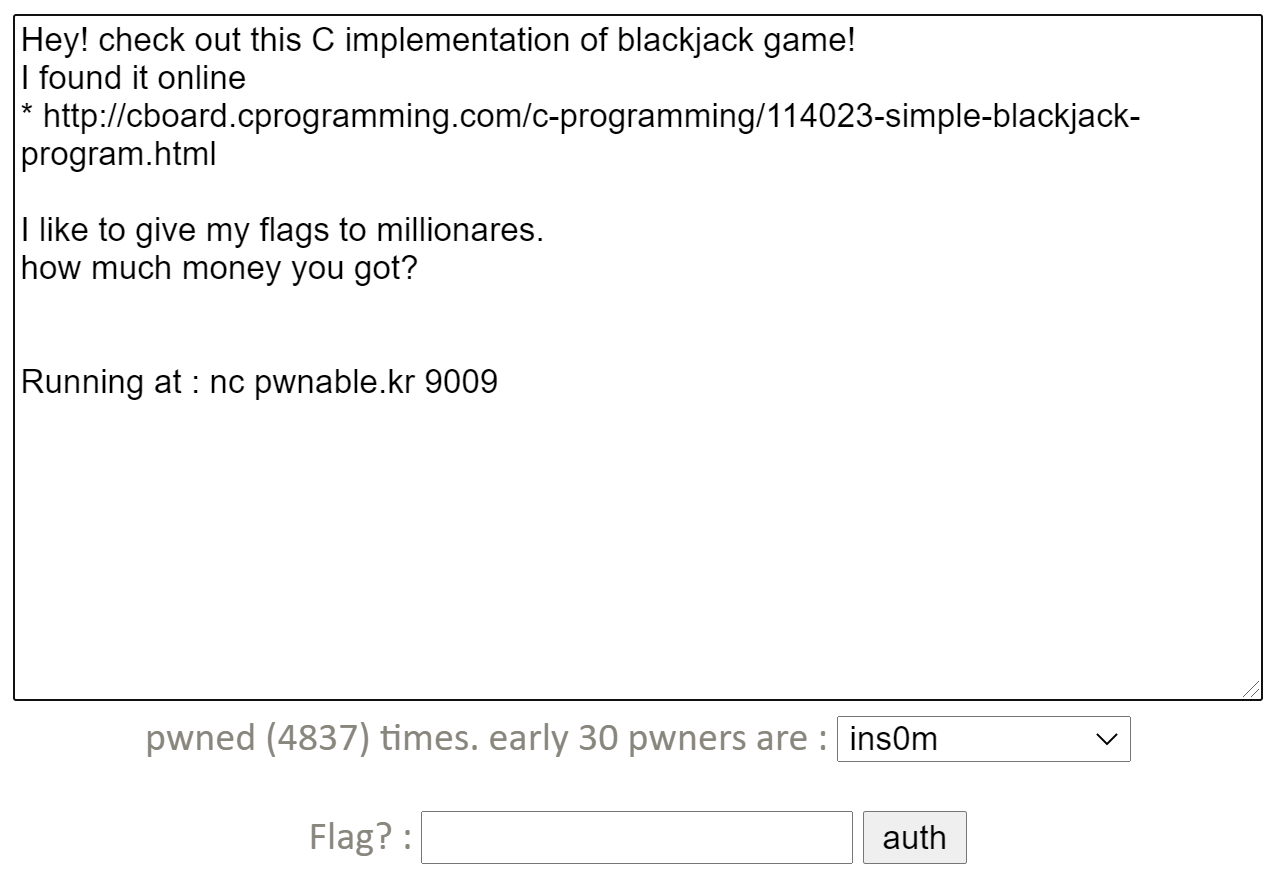 Hey! check out this C implementation of blackjack game!
I found it online
* http://cboard.cprogramming.com/c-programming/114023-simple-blackjack-
program.html
I like to give my flags to millionares.
how much money you got?
Running at : nc pwnable.kr 9009
pwned (4837) times. early 30 pwners are : ins0m
Flag? : auth